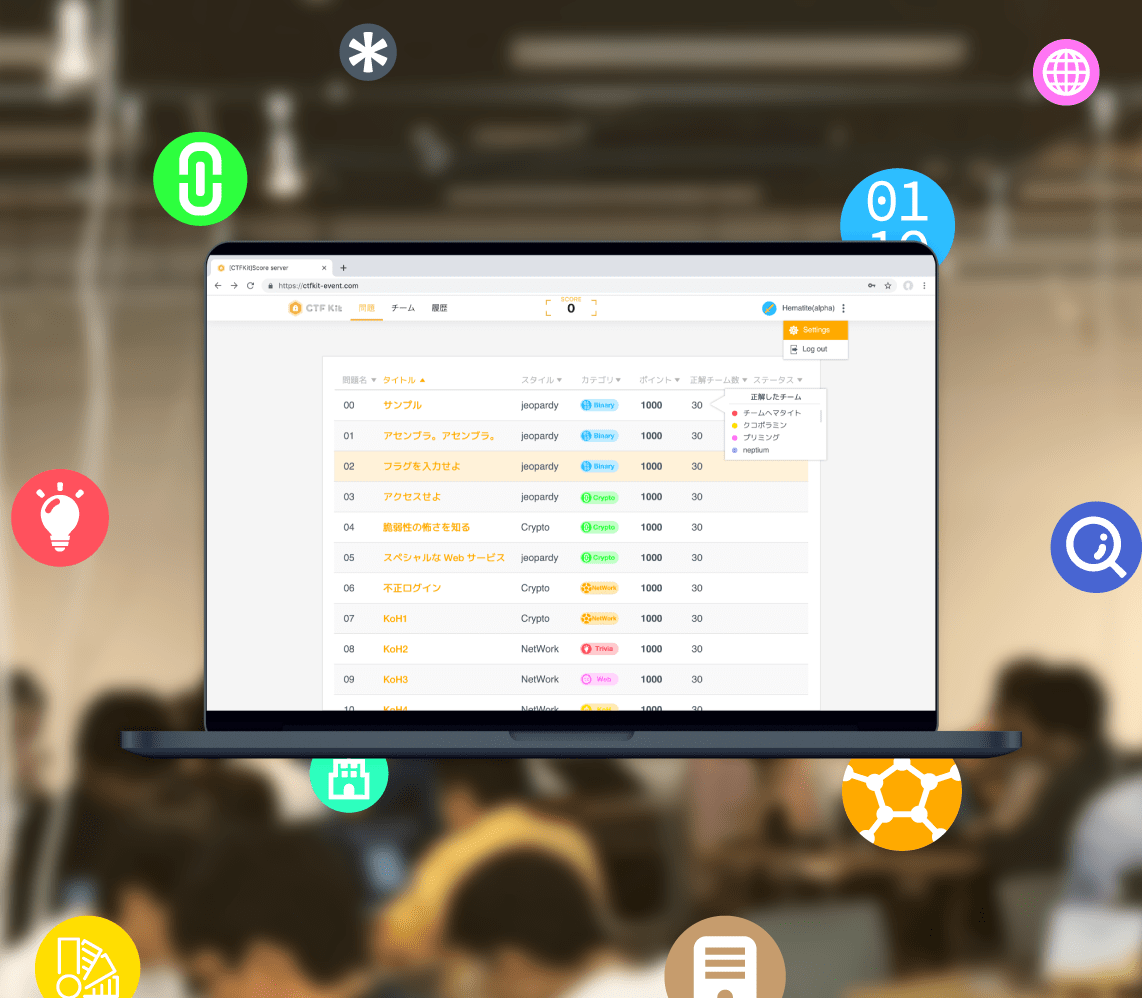 01
10
[CTFKit]Score server
https://ctfkit-event.com
CTF Kit 問題 チーム 履歴
SCORE
0
Hematite(alpha)
Settings
Log out
問題名 タイトル スタイル カテゴリ ポイント 正解チーム数 ステータス
00 サンプル jeopardy Binary 1000 30
正解したチーム
チームヘマタイト
クコポラミン
プリミング
neptium
01 アセンブラ。アセンブラ。 jeopardy Binary 1000 30
02 フラグを入力せよ jeopardy Binary 1000 30
03 アクセスせよ jeopardy Crypto 1000 30
04 脆弱性の怖さを知る Crypto Crypto 1000 30
05 スペシャルな Web サービス jeopardy Crypto 1000 30
06 不正ログイン Crypto NetWork 1000 30
07 KoH1 Crypto NetWork 1000 30
08 KoH2 NetWork Trivia 1000 30
09 KoH3 NetWork Web 1000 30
10 KoH4 NetWork 1000 30